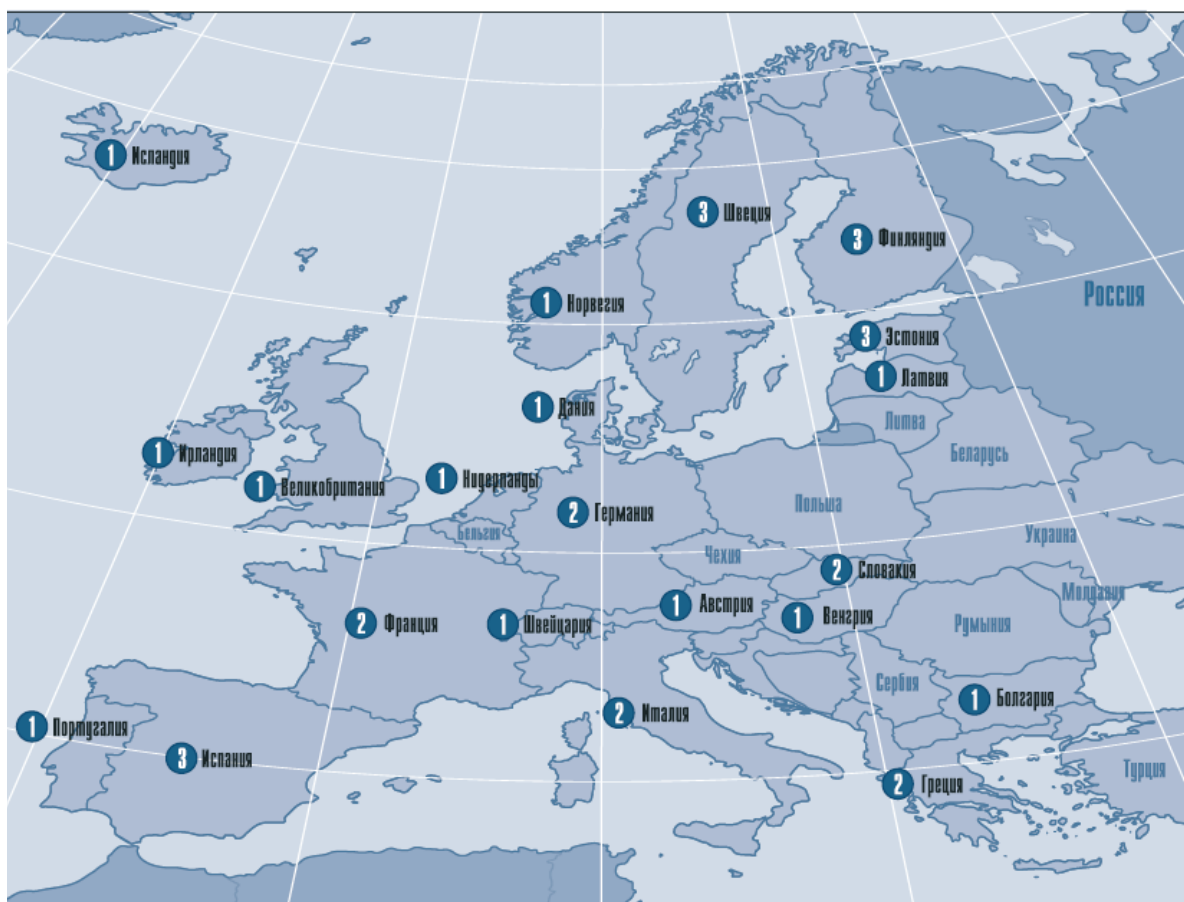 1 Исландия
3 Швеция
3 Финляндия
Россия
1 Норвегия
3 Эстония
1 Латвия
1 Дания
Литва
1 Ирландия
Беларусь
1 Великобритания
1 Нидерланды
Польша
2 Германия
Бельгия
Украина
Чехия
2 Словакия
Молдавия
1 Австрия
1 Венгрия
2 Франция
1 Швейцария
Румыния
Сербия
1 Болгария
2 Италия
1 Португалия
3 Испания
Турция
2 Греция